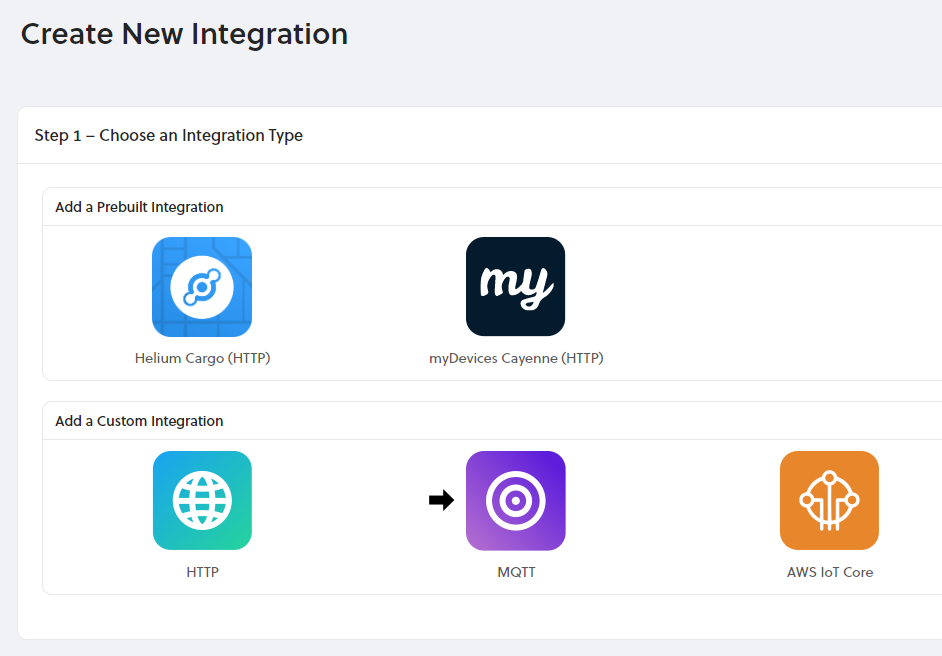 Create New Integration
Step 1 – Choose an Integration Type
Add a Prebuilt Integration
my
Helium Cargo (HTTP)
myDevices Cayenne (HTTP)
Add a Custom Integration
HTTP
MQTT
AWS IoT Core